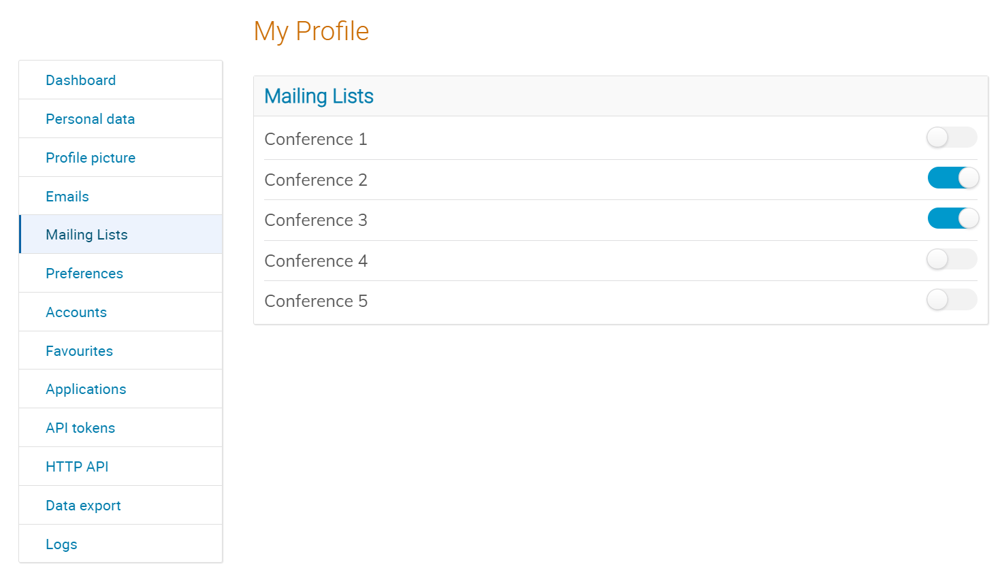 My Profile
Dashboard
Personal data
Profile picture
Emails
Mailing Lists
Preferences
Accounts
Favourites
Applications
API tokens
HTTP API
Data export
Logs
Mailing Lists
Conference 1
Conference 2
Conference 3
Conference 4
Conference 5